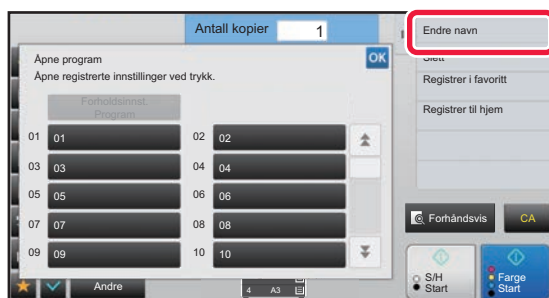 Antall kopier 1
Endre navn
Slett
Registrer i favoritt
Registrer til hjem
Åpne program
OK
Åpne registrerte innstillinger ved trykk.
Forholdsinnst.
Program
01 01
02 02
03 03
04 04
05 05
06 06
07 07
08 08
09 09
10 10
Forhåndsvis
CA
S/H
Start
Farge
Start
Andre
4 A3